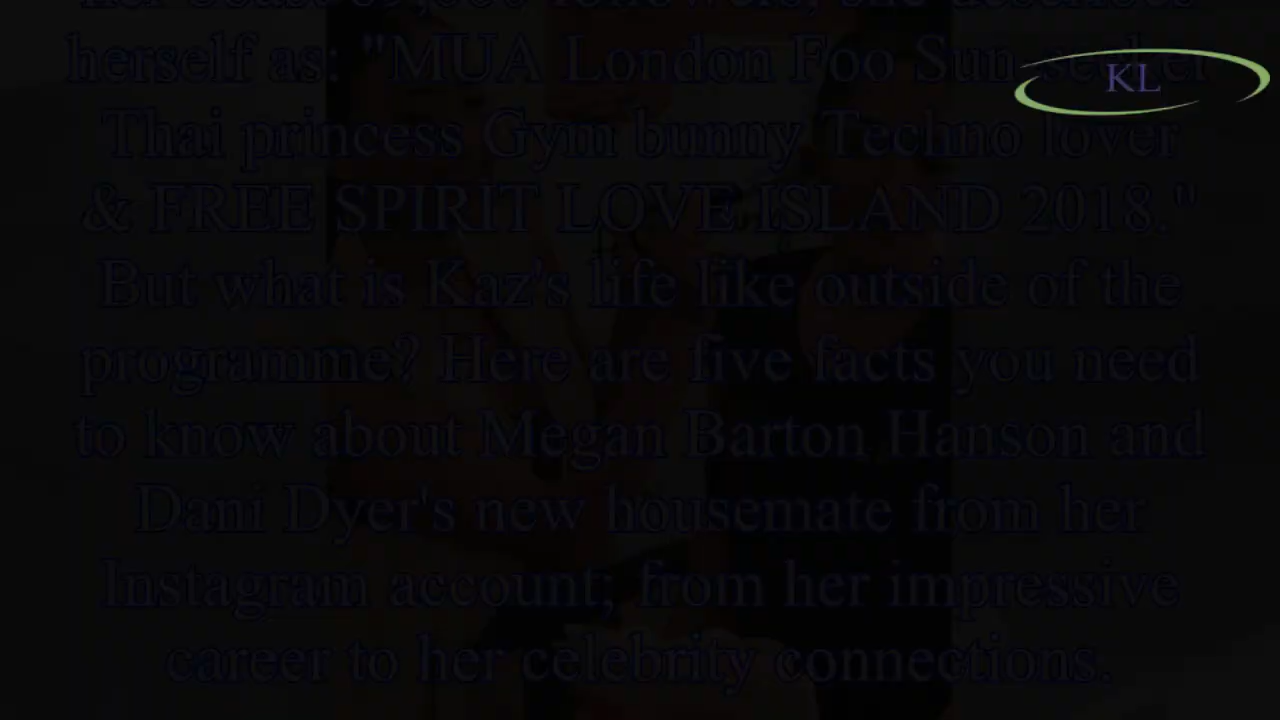 herself as: "MUA London Foo Sun
KL
Thai princess Gym bunny Techno lover
& FREE SPIRIT LOVE ISLAND 2018."
But what is Kaz's life like outside of the
programme? Here are five facts you need
to know about Megan Barton Hanson and
Dani Dyer's new housemate from her
Instagram account; from her impressive
career to her celebrity connections.